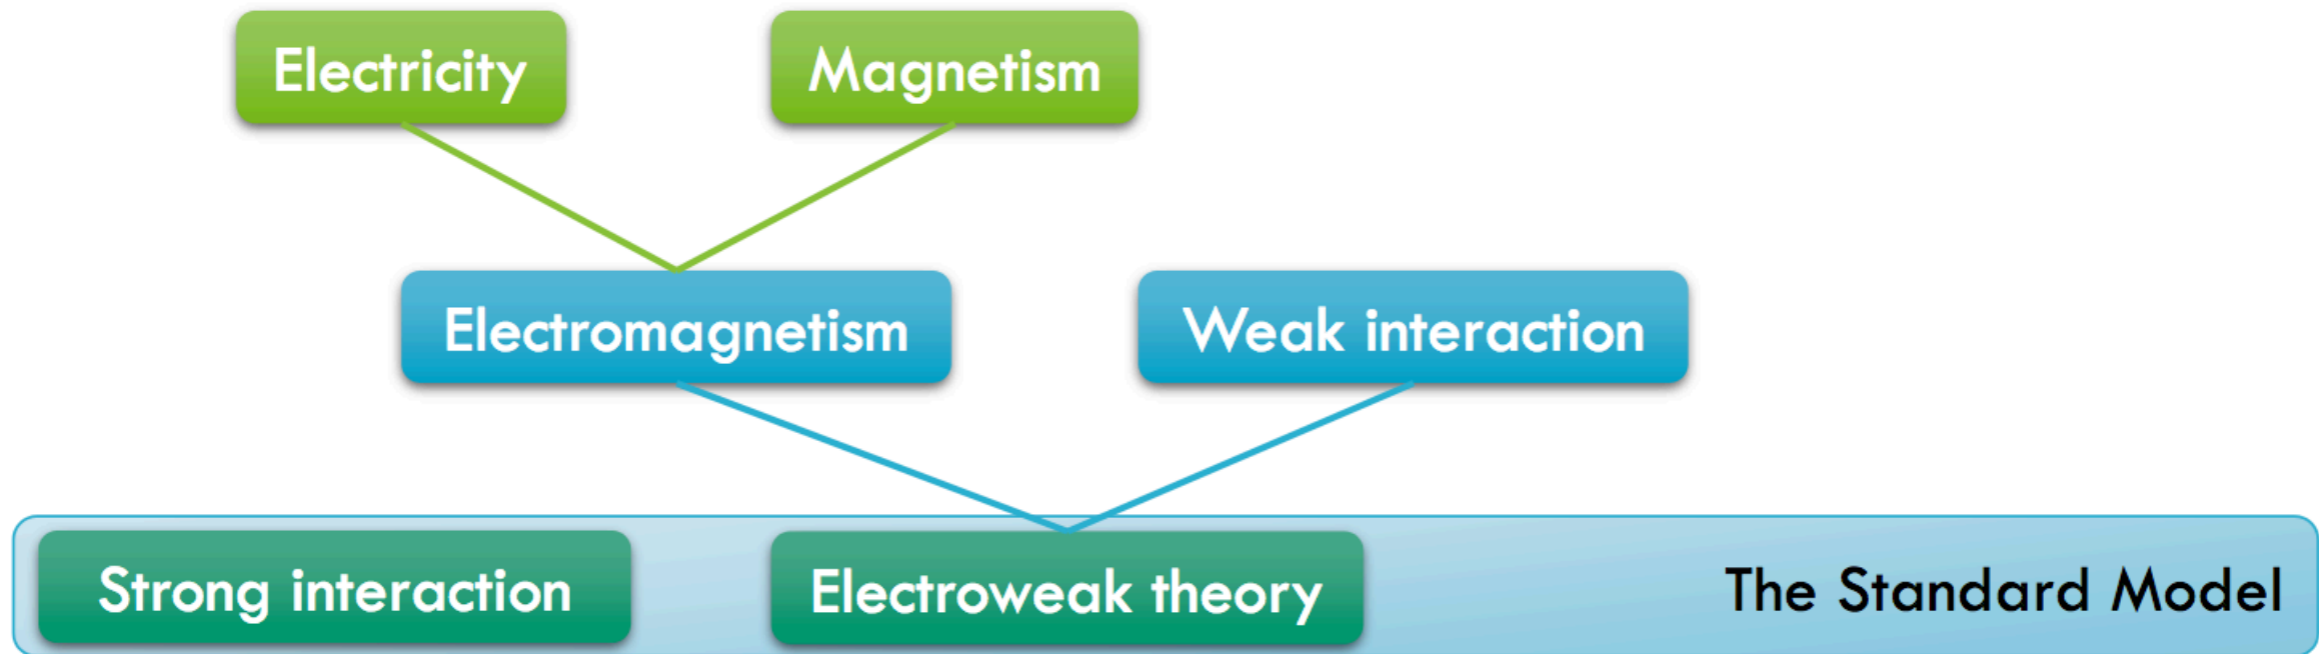 Electricity
Magnetism
Electromagnetism
Weak interaction
Strong interaction
Electroweak theory
The Standard Model